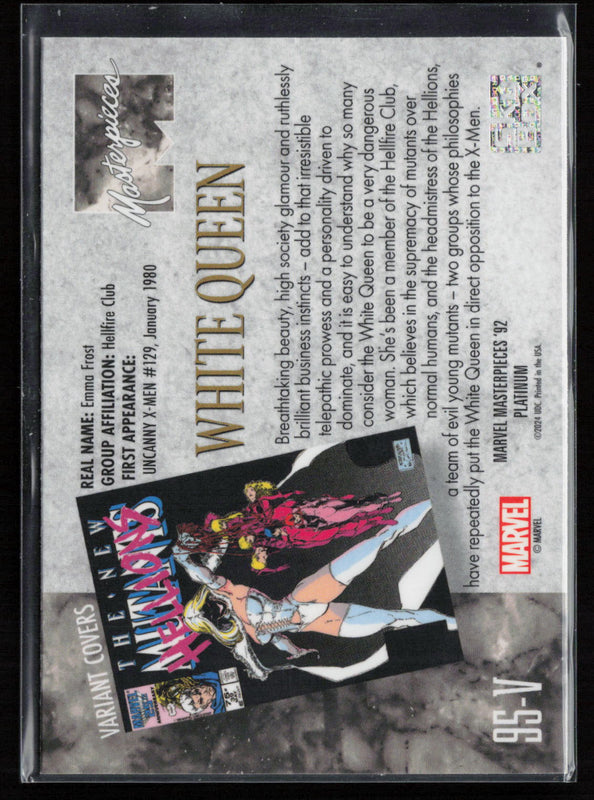 VARIANT COVERS
THE·NEW
MUTANTS
HELLIONS
MARVEL
REAL NAME: Emma Frost
GROUP AFFILIATION: Hellfire Club
FIRST APPEARANCE:
UNCANNY X-MEN #129, January 1980
Masterpieces
WHITE QUEEN
Breathtaking beauty, high society glamour and ruthlessly
brilliant business instincts – add to that irresistible
telepathic prowess and a personality driven to
dominate, and it is easy to understand why so many
consider the White Queen to be a very dangerous
woman. She's been a member of the Hellfire Club,
which believes in the supremacy of mutants over
normal humans, and the headmistress of the Hellions,
a team of evil young mutants – two groups whose philosophies
have repeatedly put the White Queen in direct opposition to the X-Men.
95-V
MARVEL
© MARVEL
MARVEL MASTERPIECES '92
PLATINUM
©2024 UDC. Printed in the USA.